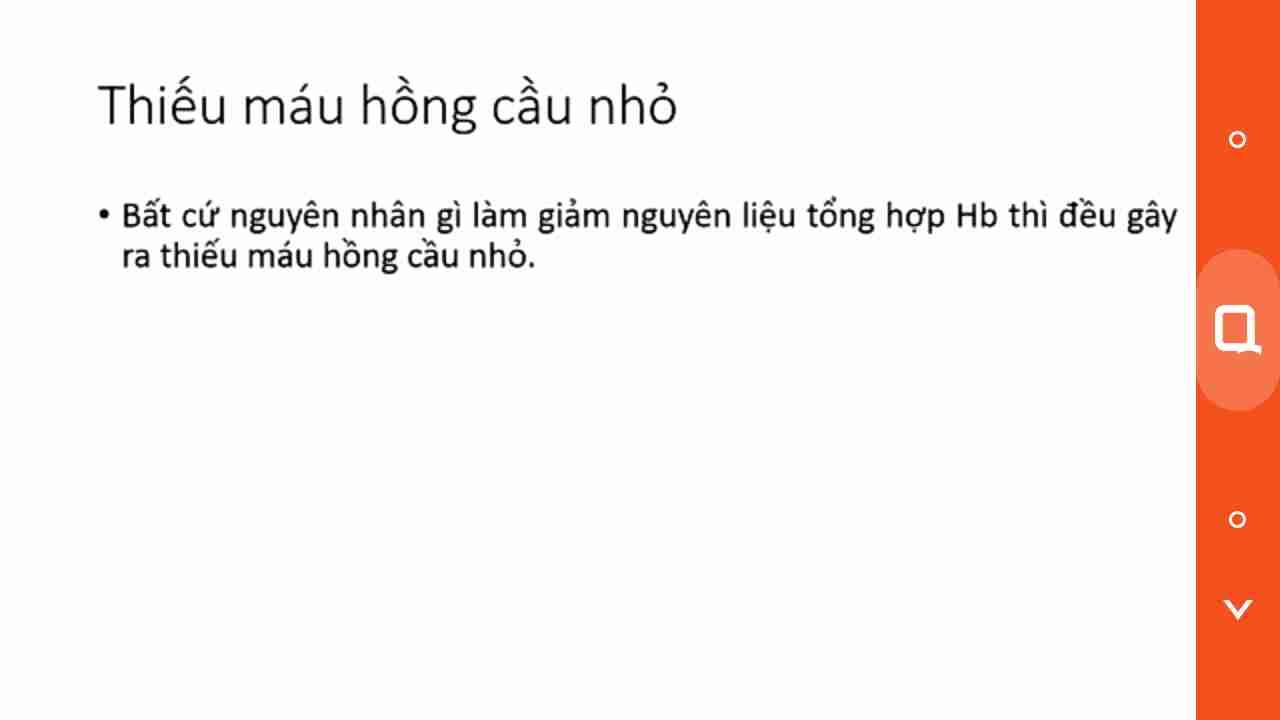 Thiếu máu hồng cầu nhỏ
• Bất cứ nguyên nhân gì làm giảm nguyên liệu tổng hợp Hb thì đều gây
ra thiếu máu hồng cầu nhỏ.